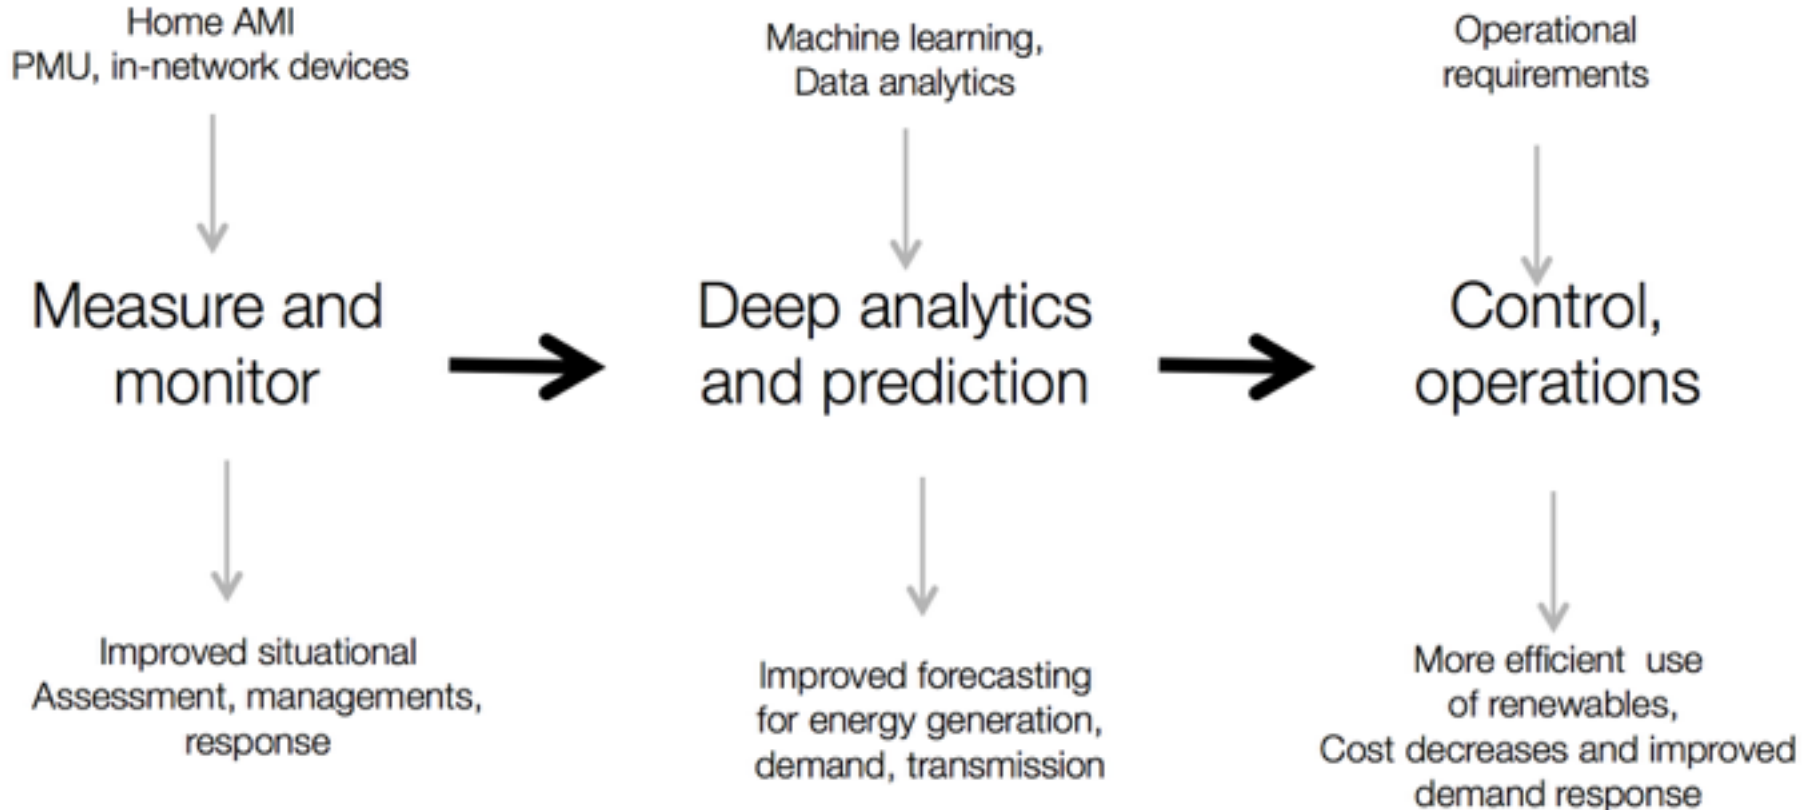 Home AMI
PMU, in-network devices
Machine learning,
Data analytics
Operational
requirements
Measure and
monitor
Deep analytics
and prediction
Control,
operations
Improved situational
Assessment, managements,
response
Improved forecasting
for energy generation,
demand, transmission
More efficient  use
of renewables,
Cost decreases and improved
demand response